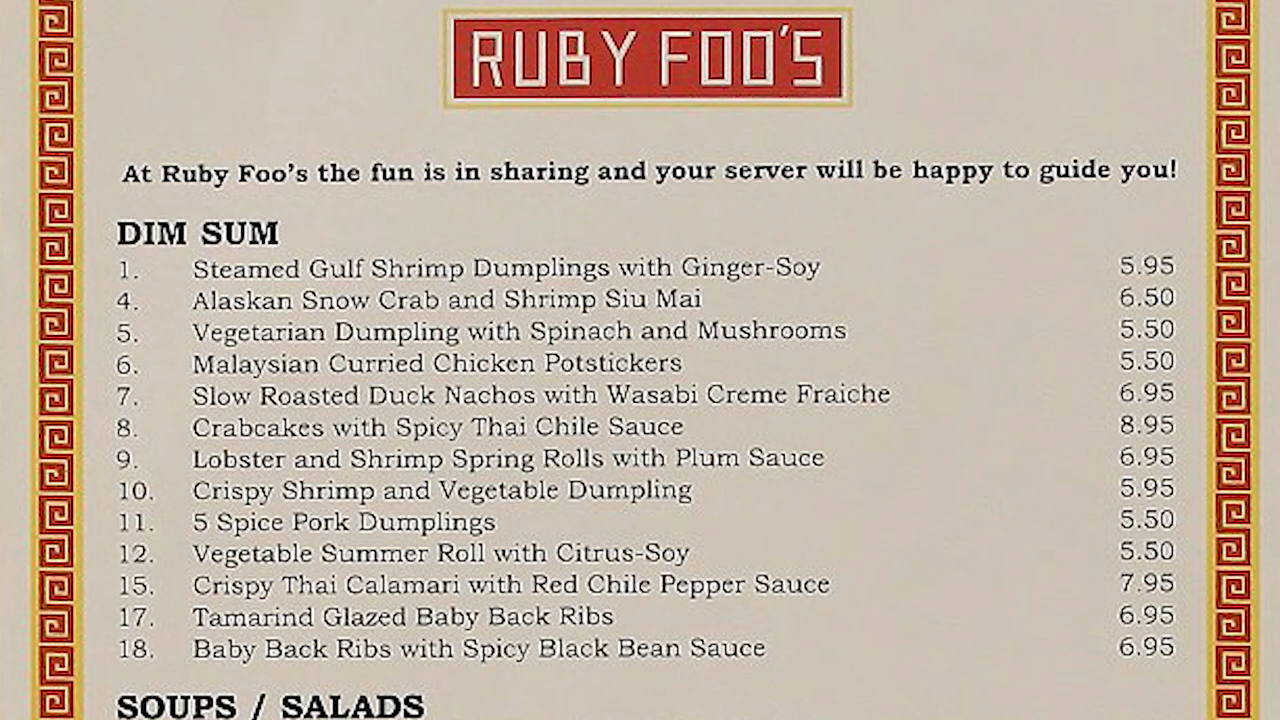 RUBY FOO'S
At Ruby Foo's the fun is in sharing and your server will be happy to guide you!
DIM SUM
1. Steamed Gulf Shrimp Dumplings with Ginger-Soy 5.95
4. Alaskan Snow Crab and Shrimp Siu Mai 6.50
5. Vegetarian Dumpling with Spinach and Mushrooms 5.50
6. Malaysian Curried Chicken Potstickers 5.50
7. Slow Roasted Duck Nachos with Wasabi Creme Fraiche 6.95
8. Crabcakes with Spicy Thai Chile Sauce 8.95
9. Lobster and Shrimp Spring Rolls with Plum Sauce 6.95
10. Crispy Shrimp and Vegetable Dumpling 5.95
11. 5 Spice Pork Dumplings 5.50
12. Vegetable Summer Roll with Citrus-Soy 5.50
15. Crispy Thai Calamari with Red Chile Pepper Sauce 7.95
17. Tamarind Glazed Baby Back Ribs 6.95
18. Baby Back Ribs with Spicy Black Bean Sauce 6.95
SOUPS / SALADS